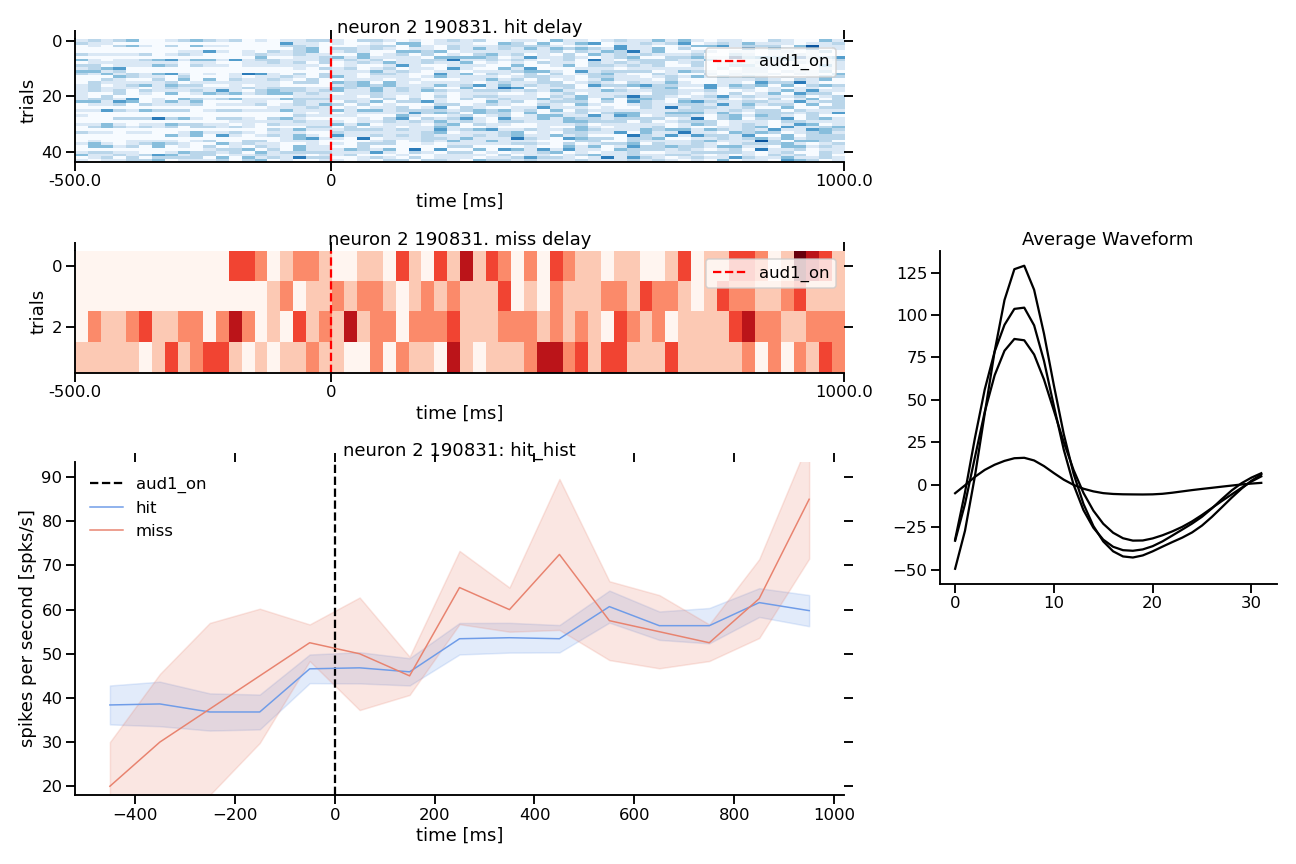 neuron 2 190831. hit delay
0
20
40
trials
aud1_on
-500.0
0
1000.0
time [ms]
neuron 2 190831. miss delay
0
2
trials
aud1_on
-500.0
0
1000.0
time [ms]
neuron 2 190831: hit_hist
90
80
70
60
50
40
30
20
spikes per second [spks/s]
aud1_on
hit
miss
−400
−200
0
200
400
600
800
1000
time [ms]
Average Waveform
125
100
75
50
25
0
−25
−50
0
10
20
30